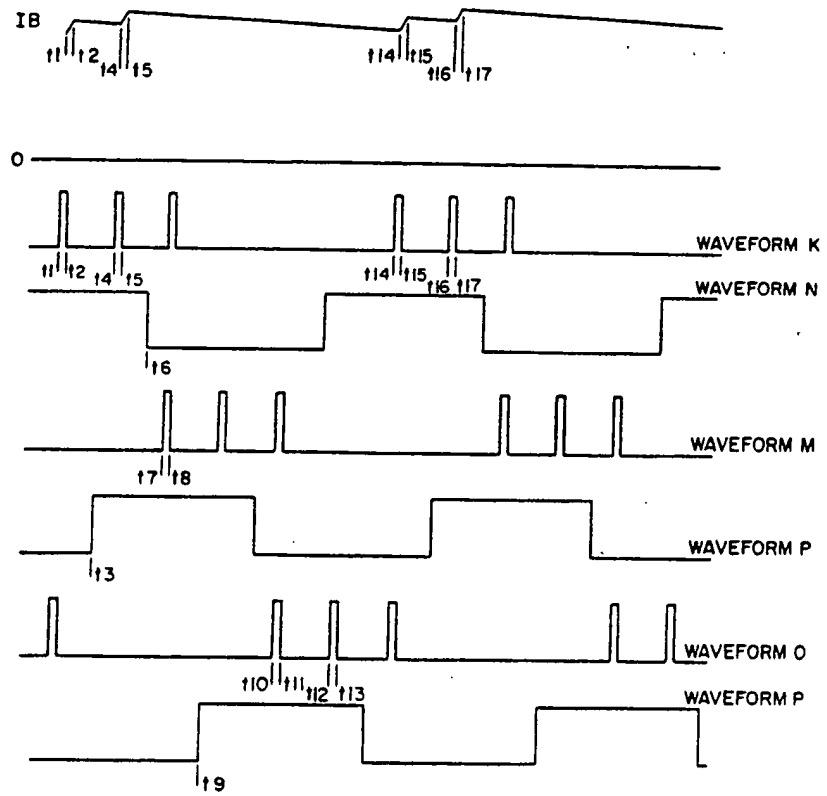 IB
t1 t2 t4 t5 t14 t15 t16 t17
0
WAVEFORM K
t1 t2 t4 t5 t14 t15 t16 t17
WAVEFORM N
t6
WAVEFORM M
t7 t8
WAVEFORM P
t3
WAVEFORM O
t10 t11 t12 t13
WAVEFORM P
t9